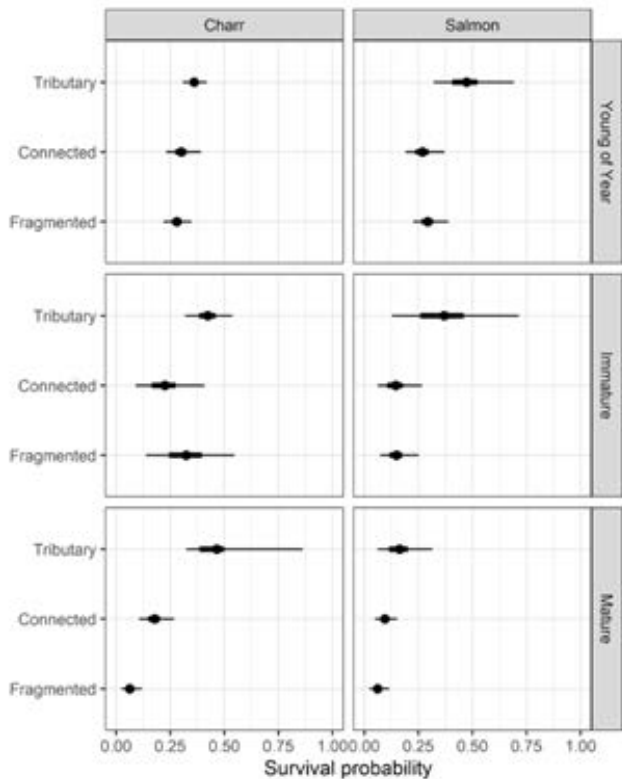 Charr Salmon
Tributary
Connected
Fragmented
Young of Year
Tributary
Connected
Fragmented
Immature
Tributary
Connected
Fragmented
Mature
0.00 0.25 0.50 0.75 1.00 0.00 0.25 0.50 0.75 1.00
Survival probability